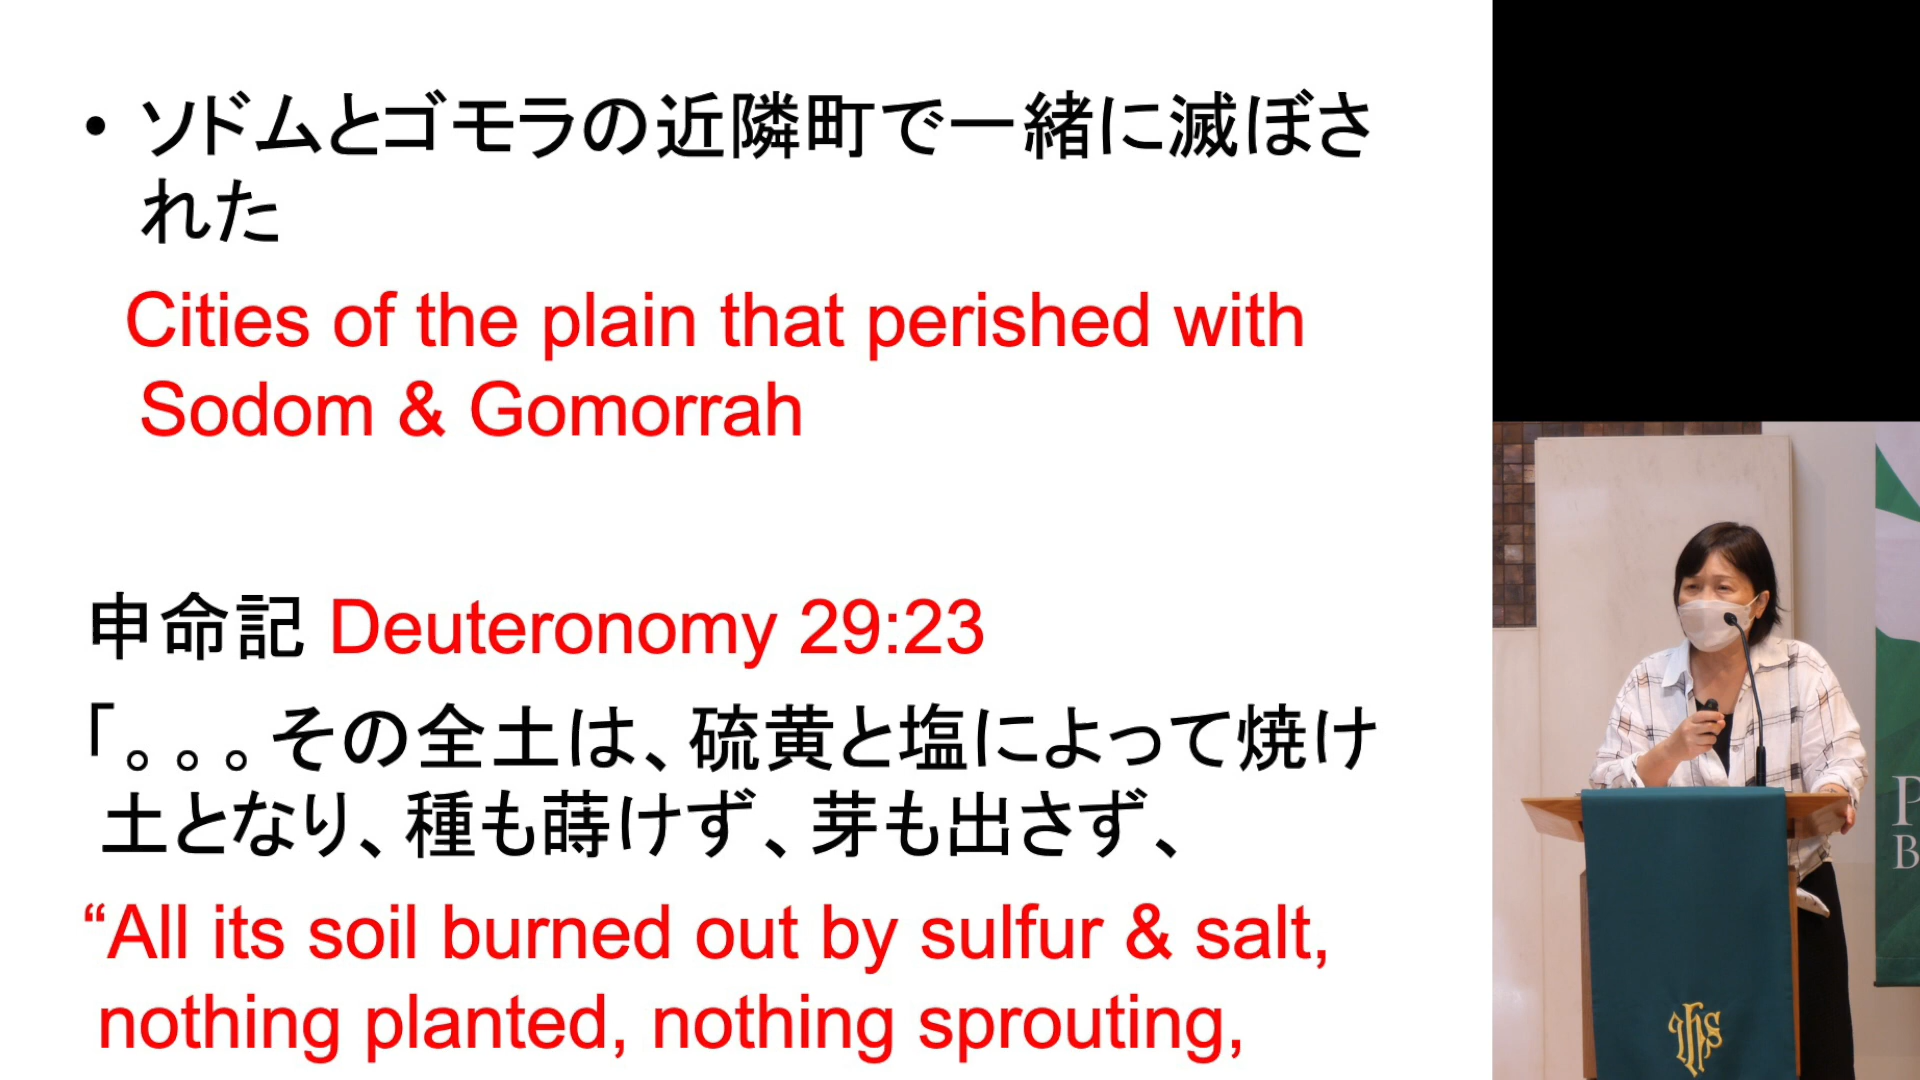 • ソドムとゴモラの近隣町で一緒に滅ぼさ
れた
Cities of the plain that perished with
Sodom & Gomorrah
申命記 Deuteronomy 29:23
「。。。その全土は、硫黄と塩によって焼け
土となり、種も蒔けず、芽も出さず、
“All its soil burned out by sulfur & salt,
nothing planted, nothing sprouting,
P
B
IHS